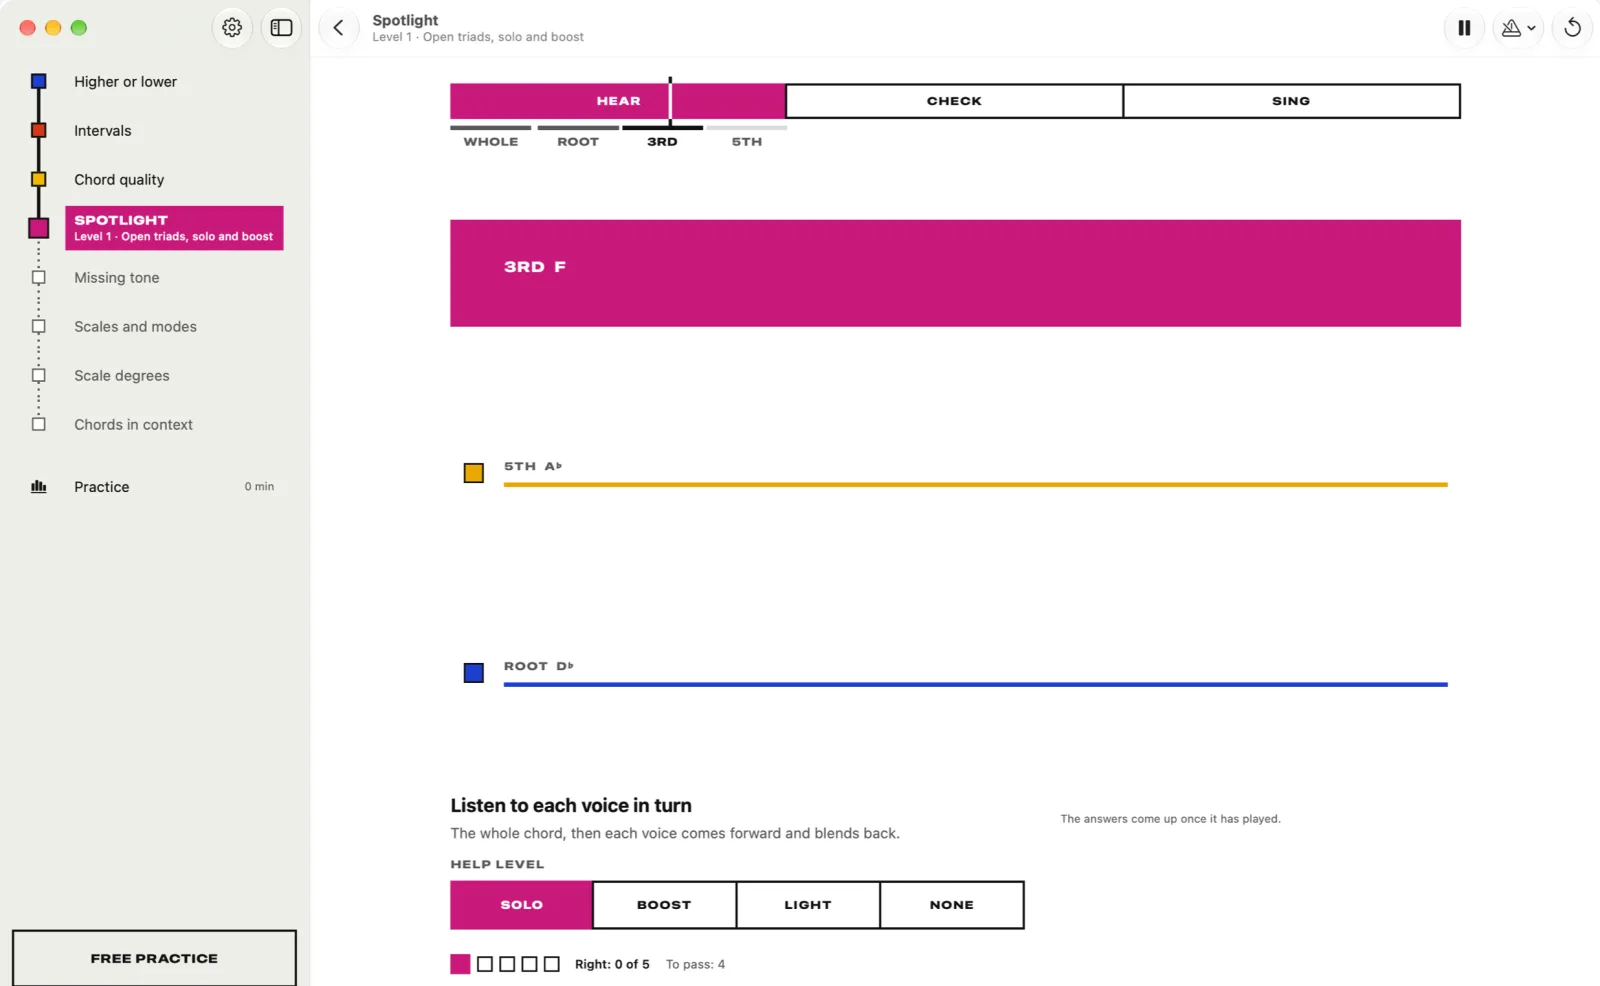 Higher or lower
Intervals
Chord quality
SPOTLIGHT
Level 1 · Open triads, solo and boost
Missing tone
Scales and modes
Scale degrees
Chords in context
Practice
0 min
FREE PRACTICE
Spotlight
Level 1 · Open triads, solo and boost
HEAR
CHECK
SING
WHOLE
ROOT
3RD
5TH
3RD F
5TH A♭
ROOT D♭
Listen to each voice in turn
The whole chord, then each voice comes forward and blends back.
The answers come up once it has played.
HELP LEVEL
SOLO
BOOST
LIGHT
NONE
Right: 0 of 5
To pass: 4